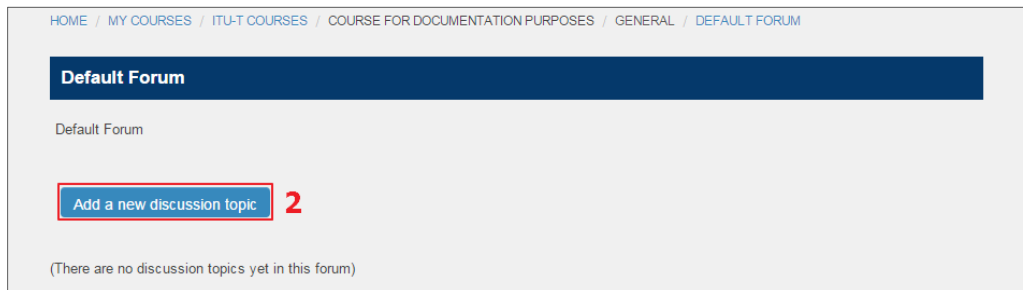 HOME / MY COURSES / ITU-T COURSES / COURSE FOR DOCUMENTATION PURPOSES / GENERAL / DEFAULT FORUM
Default Forum
Default Forum
Add a new discussion topic 2
(There are no discussion topics yet in this forum)